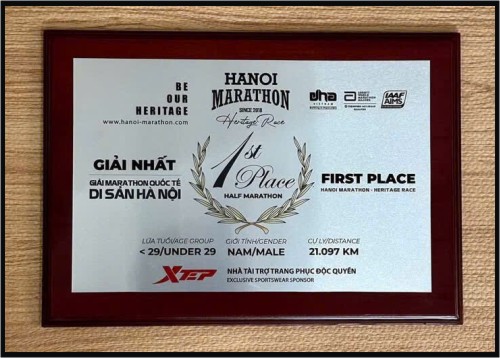 BE
OUR
HERITAGE
www.hanoi-marathon.com
HANOI
MARATHON
SINCE 2018
Heritage Race
dha
VIETNAM
IAAF
AIMS
GIẢI NHẤT
GIẢI MARATHON QUỐC TẾ
DI SẢN HÀ NỘI
1st
Place
HALF MARATHON
FIRST PLACE
HANOI MARATHON - HERITAGE RACE
LỨA TUỔI/AGE GROUP
< 29/UNDER 29
GIỚI TÍNH/GENDER
NAM/MALE
CỰ LY/DISTANCE
21.097 KM
XTEP
NHÀ TÀI TRỢ TRANG PHỤC ĐỘC QUYỀN
EXCLUSIVE SPORTSWEAR SPONSOR